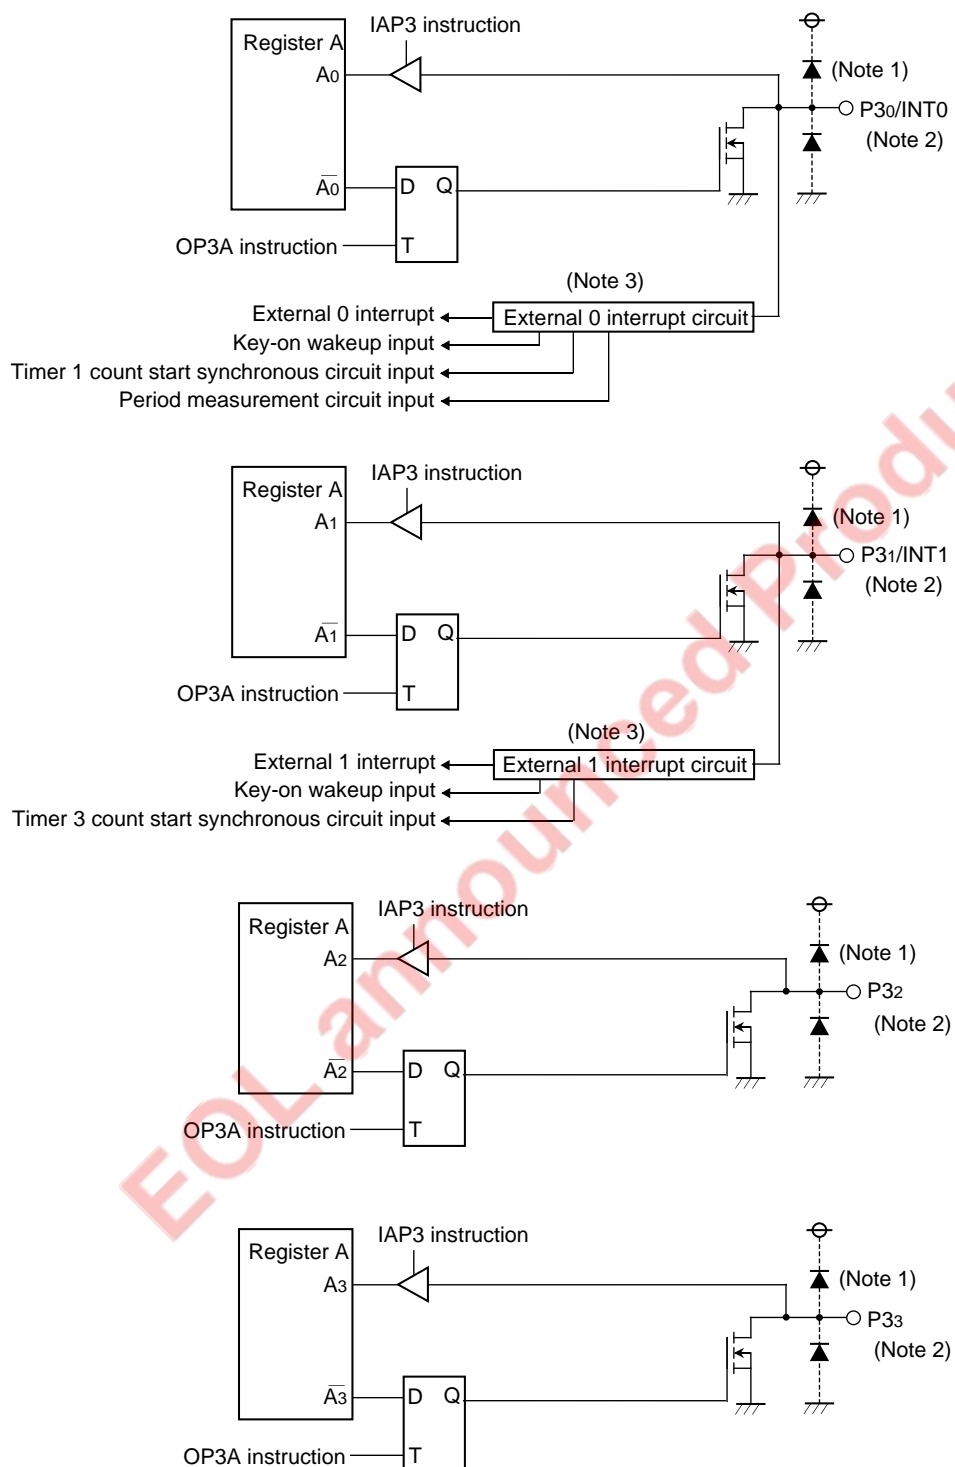 IAP3 instruction
Register A
A0
(Note 1)
P30/INT0
(Note 2)
A̅0̅
D Q
OP3A instruction
T
(Note 3)
External 0 interrupt
External 0 interrupt circuit
Key-on wakeup input
Timer 1 count start synchronous circuit input
Period measurement circuit input
IAP3 instruction
Register A
A1
(Note 1)
P31/INT1
(Note 2)
A̅1̅
D Q
OP3A instruction
T
(Note 3)
External 1 interrupt
External 1 interrupt circuit
Key-on wakeup input
Timer 3 count start synchronous circuit input
IAP3 instruction
Register A
A2
(Note 1)
P32
(Note 2)
A̅2̅
D Q
OP3A instruction
T
IAP3 instruction
Register A
A3
(Note 1)
P33
(Note 2)
A̅3̅
D Q
OP3A instruction
T
EOL announced Produ